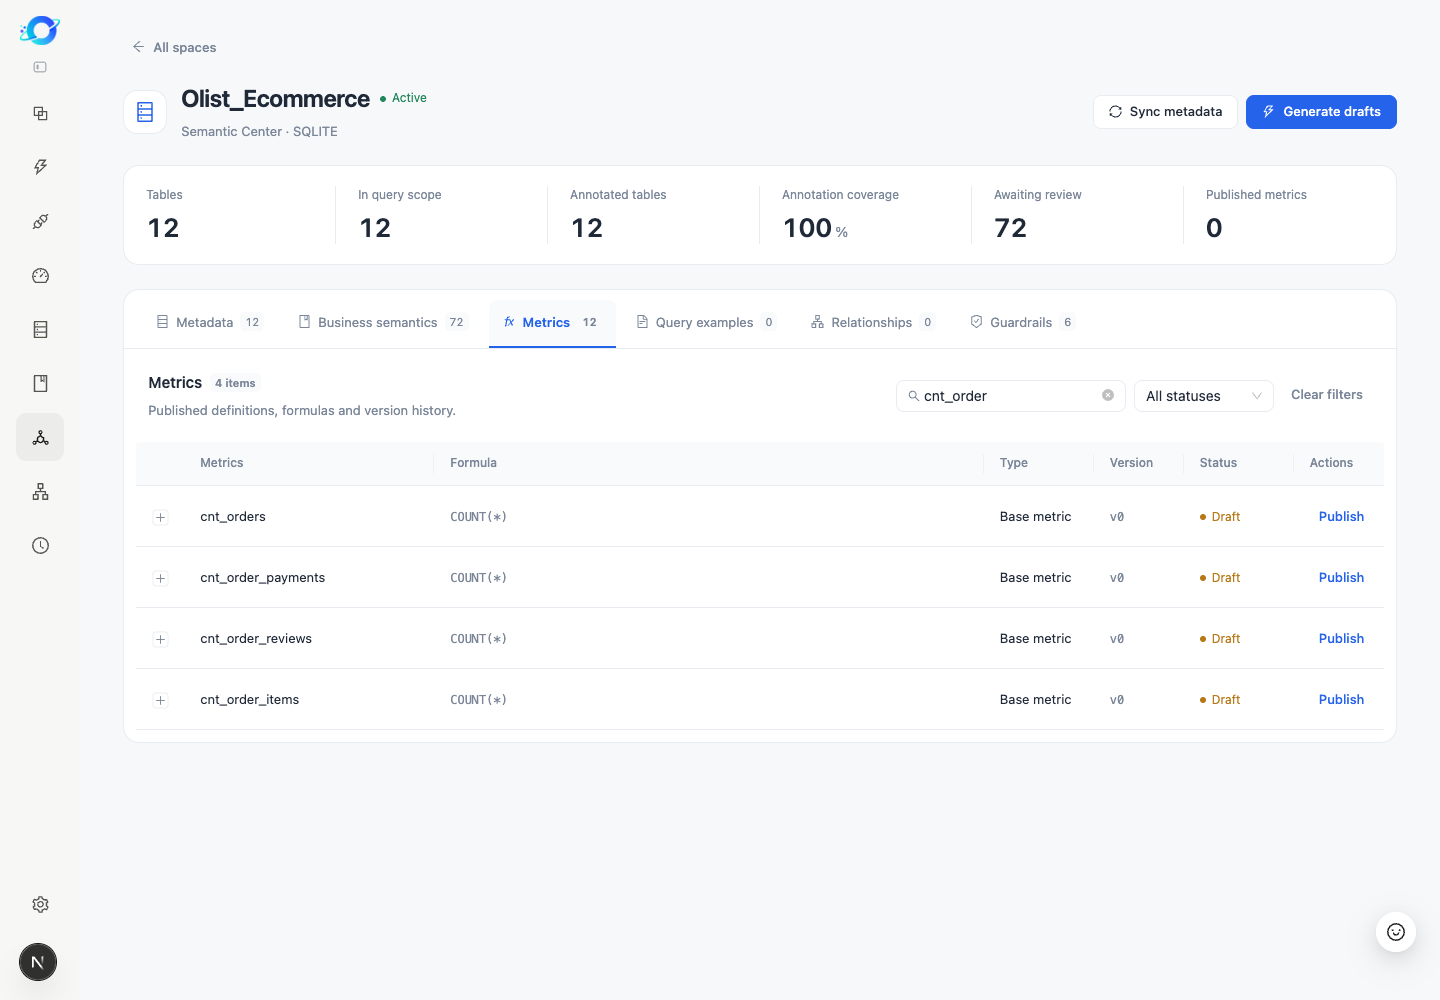 All spaces
Olist_Ecommerce
Active
Semantic Center · SQLITE
Sync metadata
Generate drafts
Tables
12
In query scope
12
Annotated tables
12
Annotation coverage
100 %
Awaiting review
72
Published metrics
0
Metadata 12
Business semantics 72
fx Metrics 12
Query examples 0
Relationships 0
Guardrails 6
Metrics 4 items
Published definitions, formulas and version history.
cnt_order
All statuses
Clear filters
Metrics Formula Type Version Status Actions
cnt_orders COUNT(*) Base metric v0 Draft Publish
cnt_order_payments COUNT(*) Base metric v0 Draft Publish
cnt_order_reviews COUNT(*) Base metric v0 Draft Publish
cnt_order_items COUNT(*) Base metric v0 Draft Publish
N